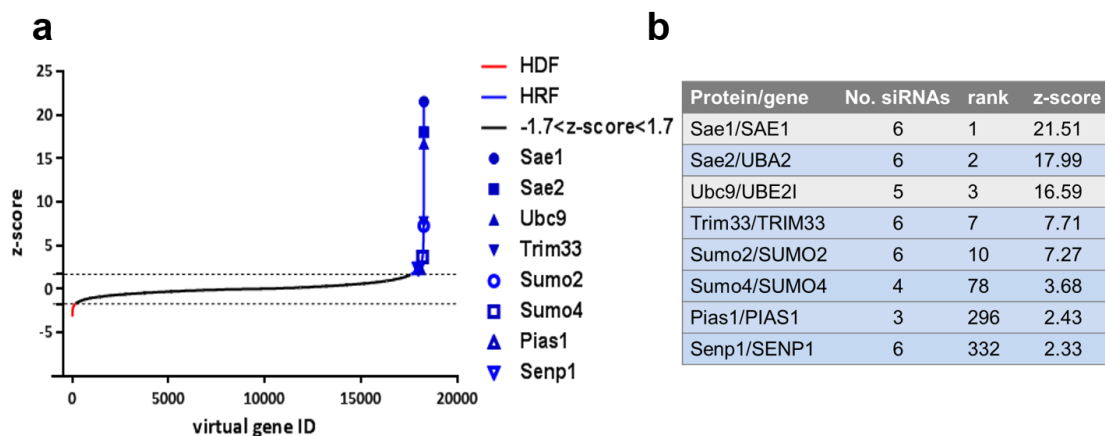 a
25
20
15
10
5
0
-5
z-score
0
5000
10000
15000
20000
virtual gene ID
HDF
HRF
-1.7<z-score<1.7
Sae1
Sae2
Ubc9
Trim33
Sumo2
Sumo4
Pias1
Senp1
b
Protein/gene No. siRNAs rank z-score
Sae1/SAE1 6 1 21.51
Sae2/UBA2 6 2 17.99
Ubc9/UBE2I 5 3 16.59
Trim33/TRIM33 6 7 7.71
Sumo2/SUMO2 6 10 7.27
Sumo4/SUMO4 4 78 3.68
Pias1/PIAS1 3 296 2.43
Senp1/SENP1 6 332 2.33